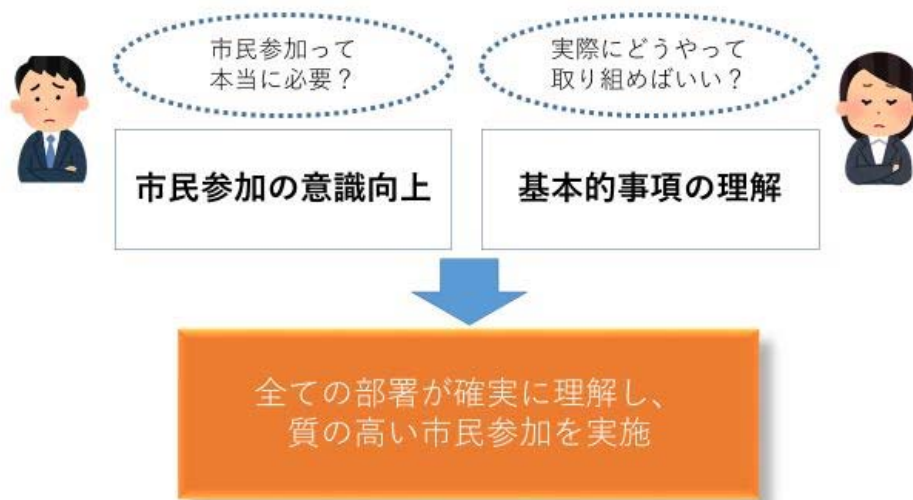 市民参加って
本当に必要？
実際にどうやって
取り組めばいい？
市民参加の意識向上
基本的事項の理解
全ての部署が確実に理解し、
質の高い市民参加を実施